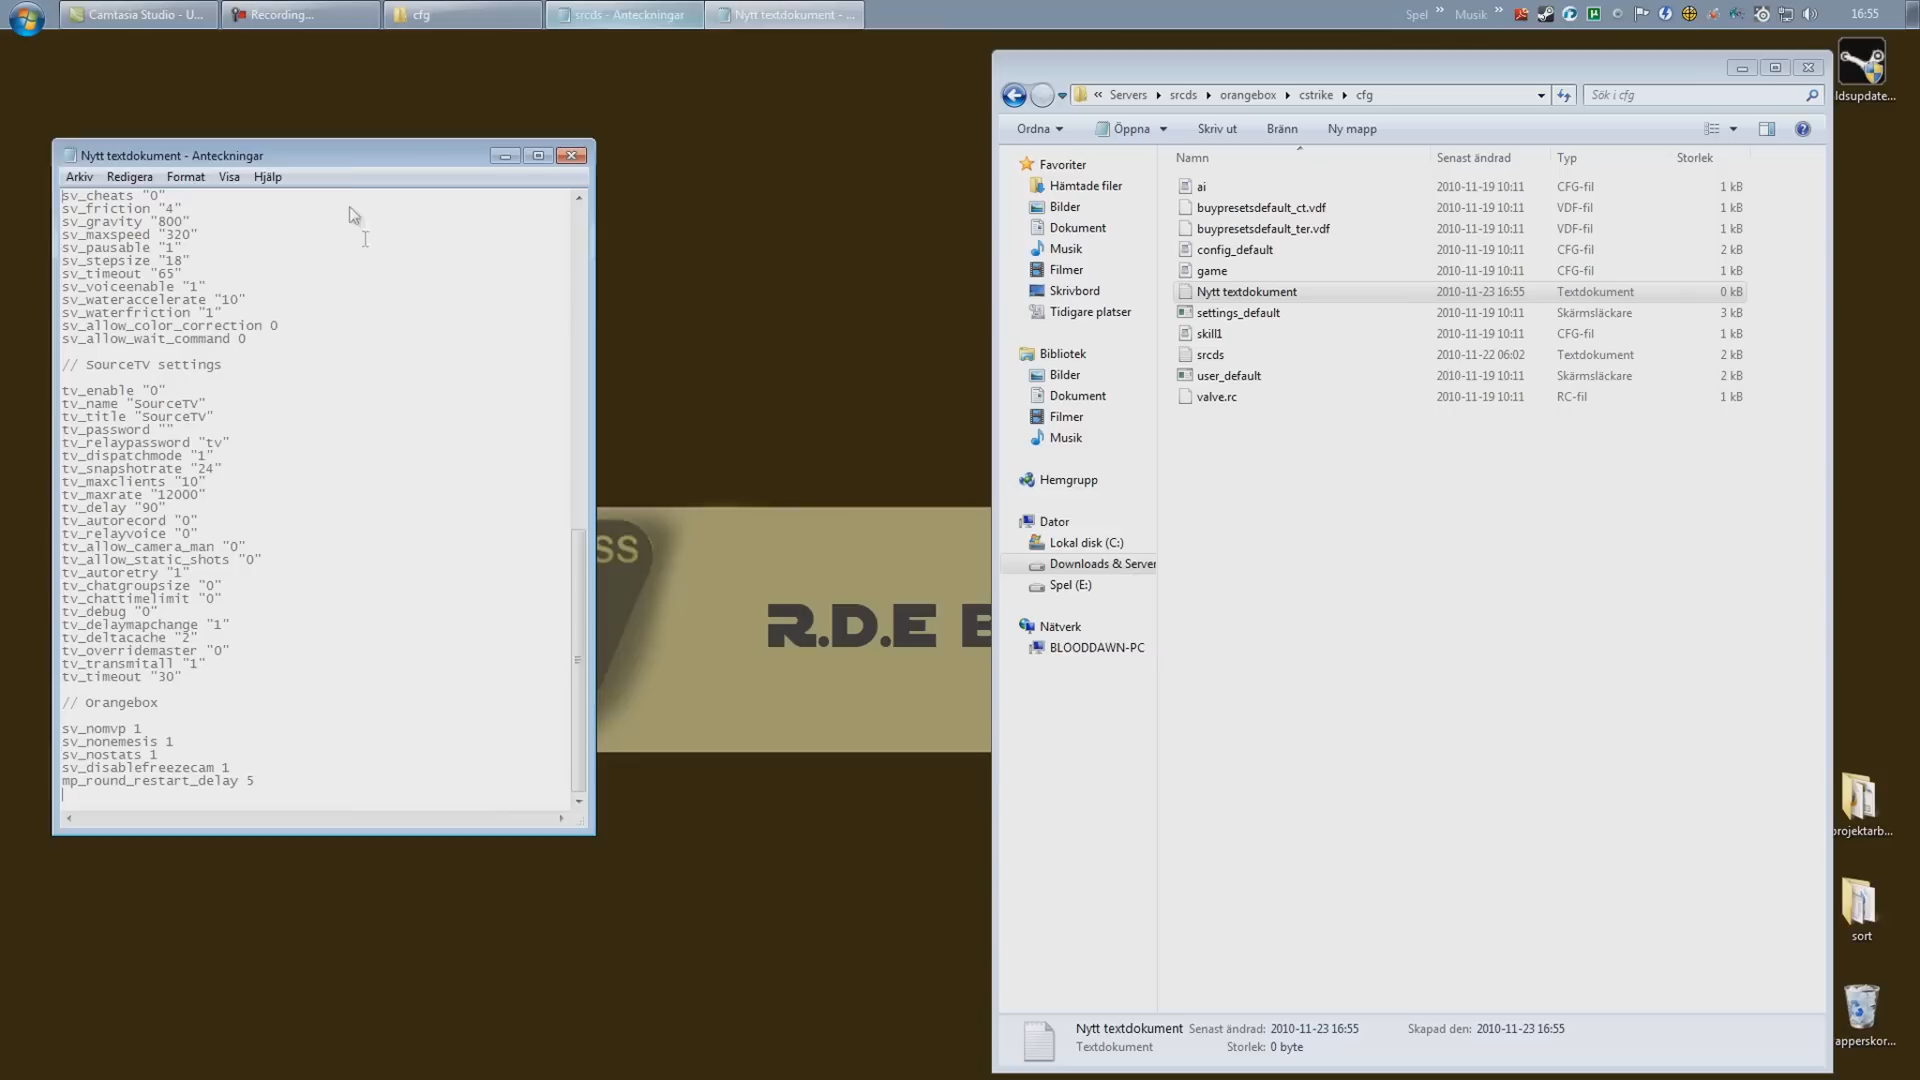 Camtasia Studio - U...
Recording...
cfg
srcds - Anteckningar
Nytt textdokument - ...
Spel »
Musik »
16:55
ldsupdate...
« Servers srcds orangebox cstrike cfg
Sök i cfg
Ordna
Öppna
Skriv ut
Bränn
Ny mapp
Nytt textdokument - Anteckningar
Arkiv Redigera Format Visa Hjälp
sv_cheats "0"
sv_friction "4"
sv_gravity "800"
sv_maxspeed "320"
sv_pausable "1"
sv_stepsize "18"
sv_timeout "65"
sv_voiceenable "1"
sv_wateraccelerate "10"
sv_waterfriction "1"
sv_allow_color_correction 0
sv_allow_wait_command 0
// SourceTV settings
tv_enable "0"
tv_name "SourceTV"
tv_title "SourceTV"
tv_password ""
tv_relaypassword "tv"
tv_dispatchmode "1"
tv_snapshotrate "24"
tv_maxclients "10"
tv_maxrate "12000"
tv_delay "90"
tv_autorecord "0"
tv_relayvoice "0"
tv_allow_camera_man "0"
tv_allow_static_shots "0"
tv_autoretry "1"
tv_chatgroupsize "0"
tv_chattimelimit "0"
tv_debug "0"
tv_delaymapchange "1"
tv_deltacache "2"
tv_overridemaster "0"
tv_transmitall "1"
tv_timeout "30"
// Orangebox
sv_nomvp 1
sv_nonemesis 1
sv_nostats 1
sv_disablefreezecam 1
mp_round_restart_delay 5
SS
R.D.E
Favoriter
Hämtade filer
Bilder
Dokument
Musik
Filmer
Skrivbord
Tidigare platser
Bibliotek
Bilder
Dokument
Filmer
Musik
Hemgrupp
Dator
Lokal disk (C:)
Downloads & Server
Spel (E:)
Nätverk
BLOODDAWN-PC
Namn Senast ändrad Typ Storlek
ai 2010-11-19 10:11 CFG-fil 1 kB
buypresetsdefault_ct.vdf 2010-11-19 10:11 VDF-fil 1 kB
buypresetsdefault_ter.vdf 2010-11-19 10:11 VDF-fil 1 kB
config_default 2010-11-19 10:11 CFG-fil 2 kB
game 2010-11-19 10:11 CFG-fil 1 kB
Nytt textdokument 2010-11-23 16:55 Textdokument 0 kB
settings_default 2010-11-19 10:11 Skärmsläckare 3 kB
skill1 2010-11-19 10:11 CFG-fil 1 kB
srcds 2010-11-22 06:02 Textdokument 2 kB
user_default 2010-11-19 10:11 Skärmsläckare 2 kB
valve.rc 2010-11-19 10:11 RC-fil 1 kB
projektarb...
sort
apperskor...
Nytt textdokument Senast ändrad: 2010-11-23 16:55 Skapad den: 2010-11-23 16:55
Textdokument Storlek: 0 byte